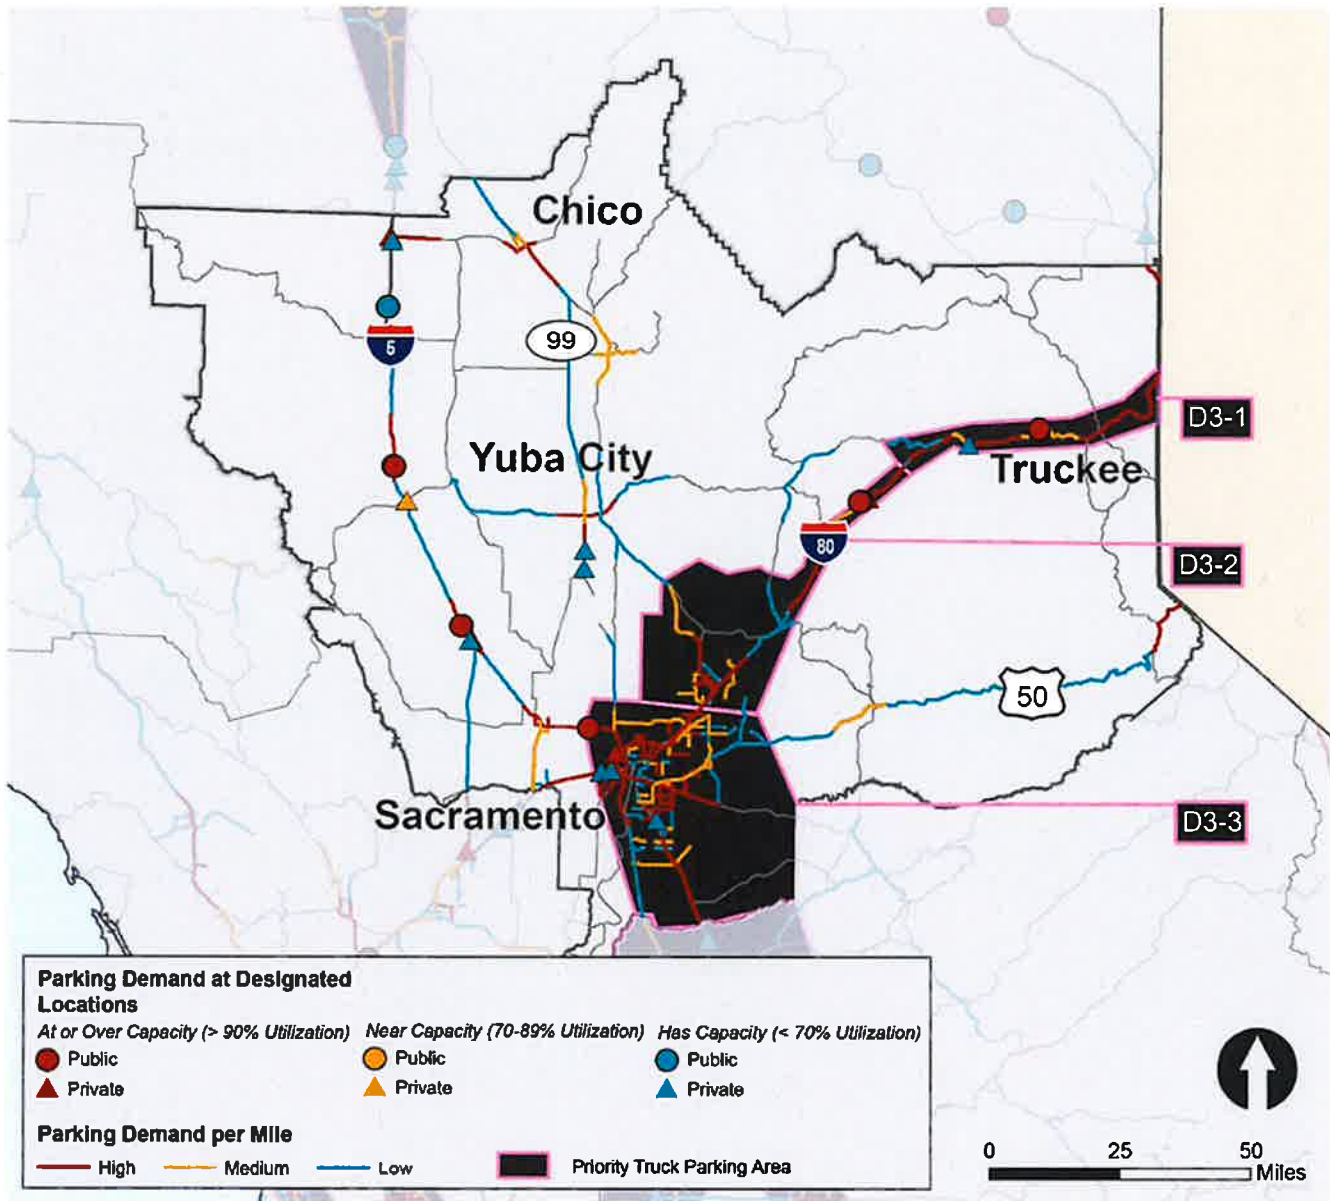 Chico
99
5
D3-1
Yuba City
Truckee
80
D3-2
50
Sacramento
D3-3
Parking Demand at Designated
Locations
At or Over Capacity (> 90% Utilization) Near Capacity (70-89% Utilization) Has Capacity (< 70% Utilization)
Public Public Public
Private Private Private
Parking Demand per Mile
High Medium Low Priority Truck Parking Area
0 25 50
Miles